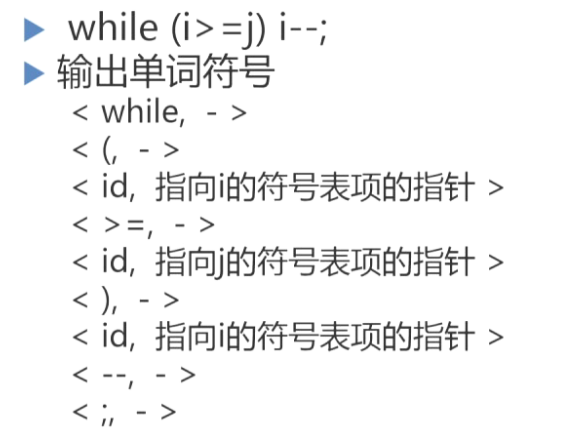 while (i>=j) i--;
输出单词符号
< while, - >
< (, - >
< id, 指向i的符号表项的指针 >
< >=, - >
< id, 指向j的符号表项的指针 >
< ), - >
< id, 指向i的符号表项的指针 >
< --, - >
< ;, - >